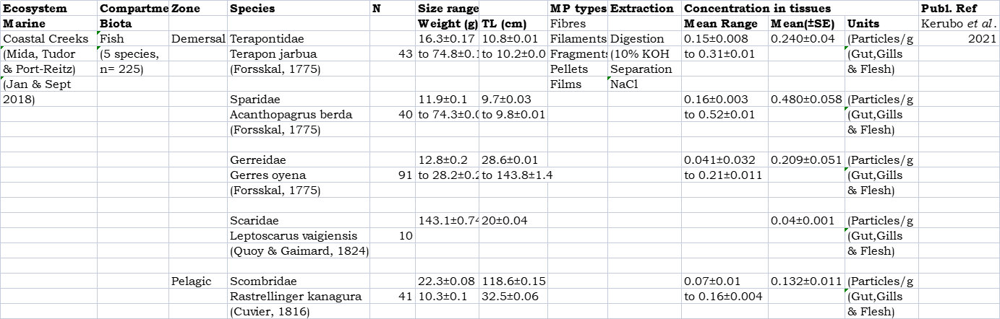 Ecosystem Compartme Zone Species N Size range MP types Extraction Concentration in tissues Publ. Ref
Marine Biota Weight (g) TL (cm) Fibres Mean Range Mean(±SE) Units Kerubo et al.
Coastal Creeks Fish Demersal Terapontidae 16.3±0.17 10.8±0.01 Filaments Digestion 0.15±0.008 0.240±0.04 (Particles/g 2021
(Mida, Tudor (5 species, Terapon jarbua 43 to 74.8±0.1 to 10.2±0.0 Fragments (10% KOH to 0.31±0.01 (Gut,Gills
& Port-Reitz) n= 225) (Forsskal, 1775) Pellets Separation & Flesh)
(Jan & Sept Films NaCl
2018) Sparidae 11.9±0.1 9.7±0.03 0.16±0.003 0.480±0.058 (Particles/g
Acanthopagrus berda 40 to 74.3±0.0 to 9.8±0.01 to 0.52±0.01 (Gut,Gills
(Forsskal, 1775) & Flesh)
Gerreidae 12.8±0.2 28.6±0.01 0.041±0.032 0.209±0.051 (Particles/g
Gerres oyena 91 to 28.2±0.2 to 143.8±1.4 to 0.21±0.011 (Gut,Gills
(Forsskal, 1775) & Flesh)
Scaridae 143.1±0.74 20±0.04 0.04±0.001 (Particles/g
Leptoscarus vaigiensis 10 (Gut,Gills
(Quoy & Gaimard, 1824) & Flesh)
Pelagic Scombridae 22.3±0.08 118.6±0.15 0.07±0.01 0.132±0.011 (Particles/g
Rastrellinger kanagura 41 10.3±0.1 32.5±0.06 to 0.16±0.004 (Gut,Gills
(Cuvier, 1816) & Flesh)